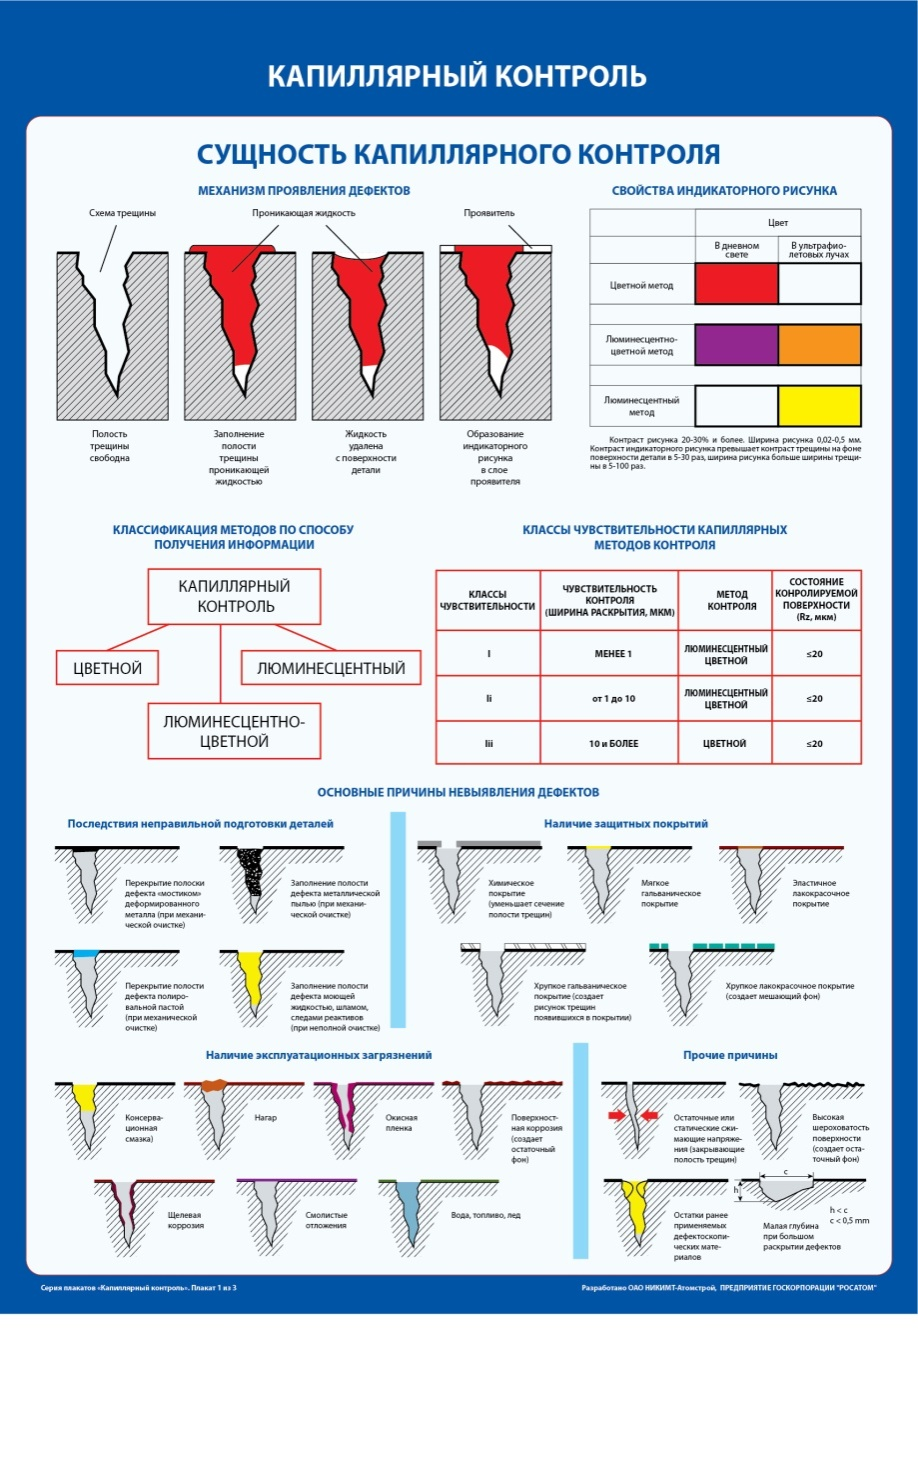 КАПИЛЛЯРНЫЙ КОНТРОЛЬ
СУЩНОСТЬ КАПИЛЛЯРНОГО КОНТРОЛЯ
МЕХАНИЗМ ПРОЯВЛЕНИЯ ДЕФЕКТОВ
Схема трещины
Проникающая жидкость
Проявитель
Полость
трещины
свободна
Заполнение
полости
трещины
проникающей
жидкостью
Жидкость
удалена
с поверхности
детали
Образование
индикаторного
рисунка
в слое
проявителя
СВОЙСТВА ИНДИКАТОРНОГО РИСУНКА
Цвет
В дневном
свете
В ультрафио-
летовых лучах
Цветной метод
Люминесцентно-
цветной метод
Люминесцентный
метод
Контраст рисунка 20-30% и более. Ширина рисунка 0,02-0,5 мм.
Контраст индикаторного рисунка превышает контраст трещины на фоне
поверхности детали в 5-30 раз, ширина рисунка больше ширины трещи-
ны в 5-100 раз.
КЛАССИФИКАЦИЯ МЕТОДОВ ПО СПОСОБУ
ПОЛУЧЕНИЯ ИНФОРМАЦИИ
КАПИЛЛЯРНЫЙ
КОНТРОЛЬ
ЦВЕТНОЙ
ЛЮМИНЕСЦЕНТНЫЙ
ЛЮМИНЕСЦЕНТНО-
ЦВЕТНОЙ
КЛАССЫ ЧУВСТВИТЕЛЬНОСТИ КАПИЛЛЯРНЫХ
МЕТОДОВ КОНТРОЛЯ
КЛАССЫ
ЧУВСТВИТЕЛЬНОСТИ
ЧУВСТВИТЕЛЬНОСТЬ
КОНТРОЛЯ
(ШИРИНА РАСКРЫТИЯ, МКМ)
МЕТОД
КОНТРОЛЯ
СОСТОЯНИЕ
КОНРОЛИРУЕМОЙ
ПОВЕРХНОСТИ
(Rz, мкм)
I
МЕНЕЕ 1
ЛЮМИНЕСЦЕНТНЫЙ
ЦВЕТНОЙ
≤20
Ii
от 1 до 10
ЛЮМИНЕСЦЕНТНЫЙ
ЦВЕТНОЙ
≤20
Iii
10 и БОЛЕЕ
ЦВЕТНОЙ
≤20
ОСНОВНЫЕ ПРИЧИНЫ НЕВЫЯВЛЕНИЯ ДЕФЕКТОВ
Последствия неправильной подготовки деталей
Перекрытие полоски
дефекта «мостиком»
деформированного
металла (при механи-
ческой очистке)
Заполнение полости
дефекта металлической
пылью (при механи-
ческой очистке)
Перекрытие полости
дефекта полиро-
вальной пастой
(при механической
очистке)
Заполнение полости
дефекта моющей
жидкостью, шламом,
следами реактивов
(при неполной очистке)
Наличие защитных покрытий
Химическое
покрытие
(уменьшает сечение
полости трещин)
Мягкое
гальваническое
покрытие
Эластичное
лакокрасочное
покрытие
Хрупкое гальваническое
покрытие (создает
рисунок трещин
появившихся в покрытии)
Хрупкое лакокрасочное покрытие
(создает мешающий фон)
Наличие эксплуатационных загрязнений
Консерва-
ционная
смазка)
Нагар
Окисная
пленка
Поверхност-
ная коррозия
(создает
остаточный
фон)
Щелевая
коррозия
Смолистые
отложения
Вода, топливо, лед
Прочие причины
Остаточные или
статические сжи-
мающие напряже-
ния (закрывающие
полость трещин)
Высокая
шероховатость
поверхности
(создает оста-
точный фон)
Остатки ранее
применяемых
дефектоскопи-
ческих мате-
риалов
c
h
h < c
c < 0,5 mm
Малая глубина
при большом
раскрытии дефектов
Серия плакатов «Капиллярный контроль». Плакат 1 из 3
Разработано ОАО НИКИМТ-Атомстрой, ПРЕДПРИЯТИЕ ГОСКОРПОРАЦИИ "РОСАТОМ"